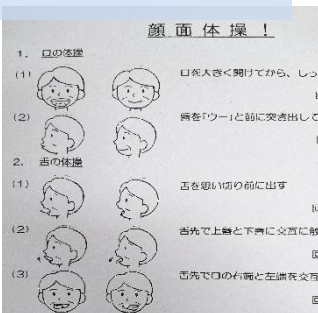 顔面体操！
1. 口の体操
(1) 口を大きく開けてから、しっ
(2) 唇を「ウー」と前に突き出して
2. 舌の体操
(1) 舌を思い切り前に出す
(2) 舌先で上唇と下唇に交互に
(3) 舌先で口の右端と左端を交互